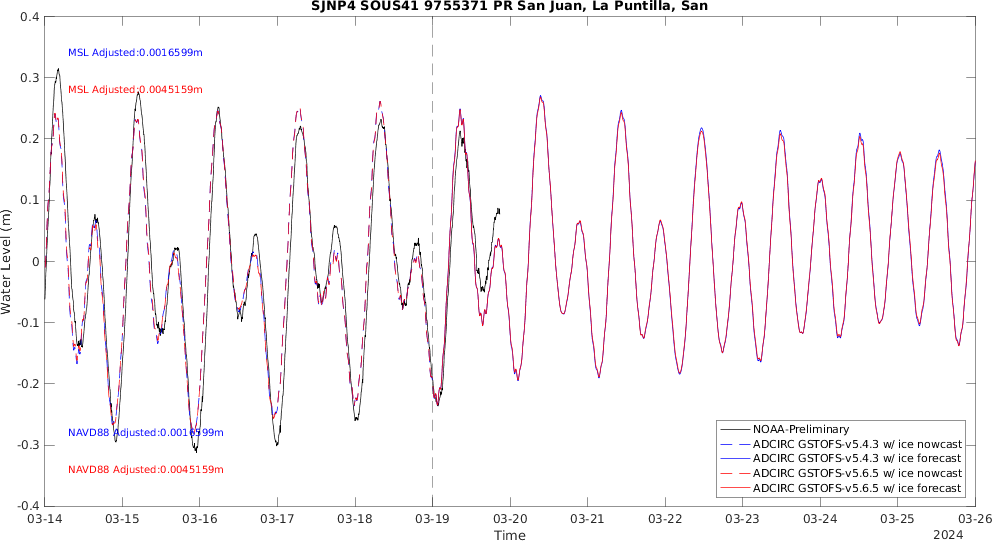 SJNP4 SOUS41 9755371 PR San Juan, La Puntilla, San
0.4
0.3
0.2
0.1
0
-0.1
-0.2
-0.3
-0.4
Water Level (m)
MSL Adjusted:0.0016599m
MSL Adjusted:0.0045159m
NAVD88 Adjusted:0.0016599m
NAVD88 Adjusted:0.0045159m
NOAA-Preliminary
ADCIRC GSTOFS-v5.4.3 w/ ice nowcast
ADCIRC GSTOFS-v5.4.3 w/ ice forecast
ADCIRC GSTOFS-v5.6.5 w/ ice nowcast
ADCIRC GSTOFS-v5.6.5 w/ ice forecast
03-14 03-15 03-16 03-17 03-18 03-19 03-20 03-21 03-22 03-23 03-24 03-25 03-26
Time
2024